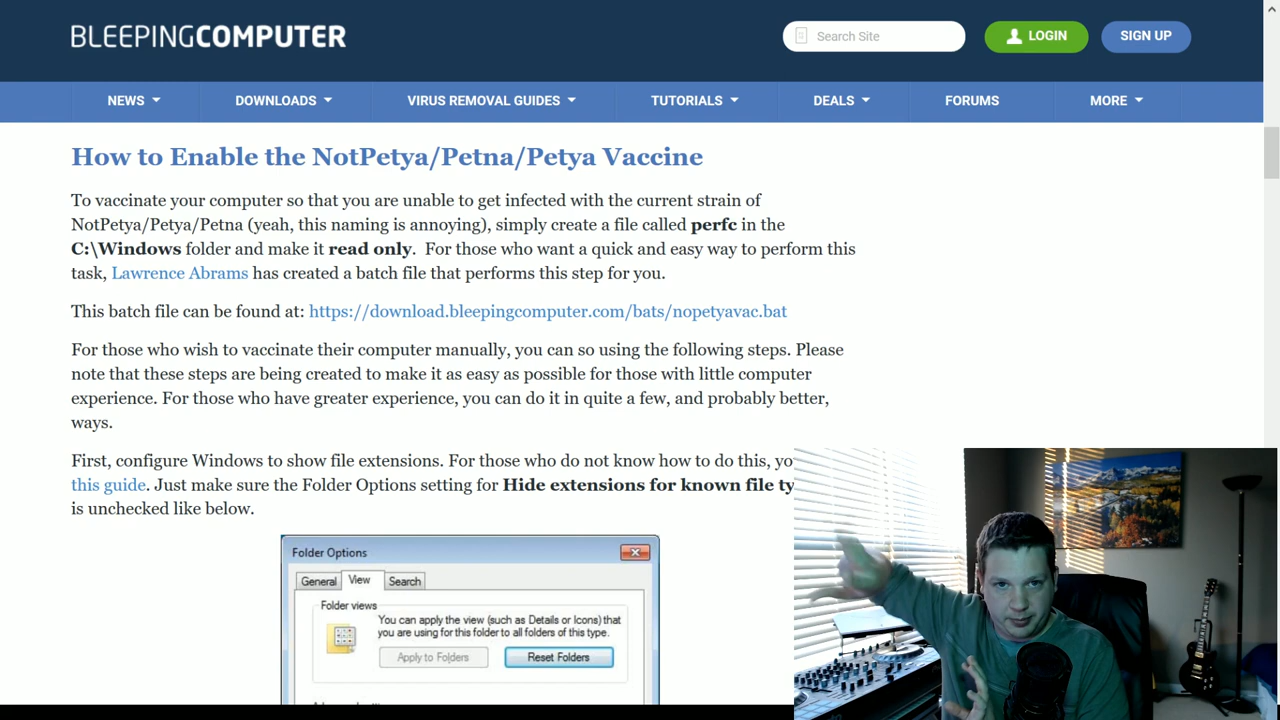 BLEEPINGCOMPUTER
Search Site
LOGIN
SIGN UP
NEWS
DOWNLOADS
VIRUS REMOVAL GUIDES
TUTORIALS
DEALS
FORUMS
MORE
How to Enable the NotPetya/Petna/Petya Vaccine
To vaccinate your computer so that you are unable to get infected with the current strain of
NotPetya/Petya/Petna (yeah, this naming is annoying), simply create a file called perfc in the
C:\Windows folder and make it read only. For those who want a quick and easy way to perform this
task, Lawrence Abrams has created a batch file that performs this step for you.
This batch file can be found at: https://download.bleepingcomputer.com/bats/nopetyavac.bat
For those who wish to vaccinate their computer manually, you can so using the following steps. Please
note that these steps are being created to make it as easy as possible for those with little computer
experience. For those who have greater experience, you can do it in quite a few, and probably better,
ways.
First, configure Windows to show file extensions. For those who do not know how to do this, yo
this guide. Just make sure the Folder Options setting for Hide extensions for known file ty
is unchecked like below.
Folder Options
General
View
Search
Folder views
You can apply the view (such as Details or Icons) that
you are using for this folder to all folders of this type.
Apply to Folders
Reset Folders